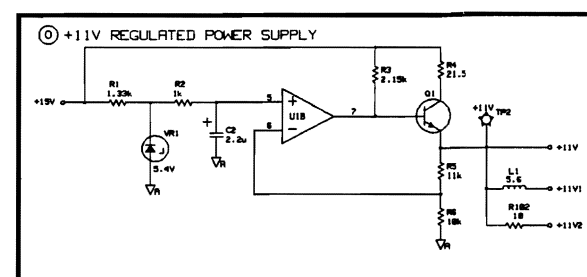 O +11V REGULATED POWER SUPPLY
+15V
R1
1.33k
R2
1k
VR1
5.4V
A
+
C2
2.2u
A
5
+
6
−
U1B
7
R3
2.15k
R4
21.5
Q1
R5
11k
R6
10k
A
+11V
TP2
+11V
L1
5.6
+11V1
R102
10
+11V2